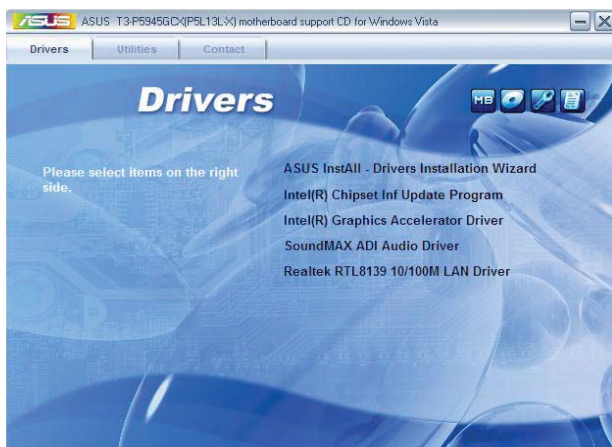 ASUS ASUS T3-P5945GCX(P5L13L-X) motherboard support CD for Windows Vista
Drivers Utilities Contact
Drivers
MB
Please select items on the right
side.
ASUS InstAll - Drivers Installation Wizard
Intel(R) Chipset Inf Update Program
Intel(R) Graphics Accelerator Driver
SoundMAX ADI Audio Driver
Realtek RTL8139 10/100M LAN Driver